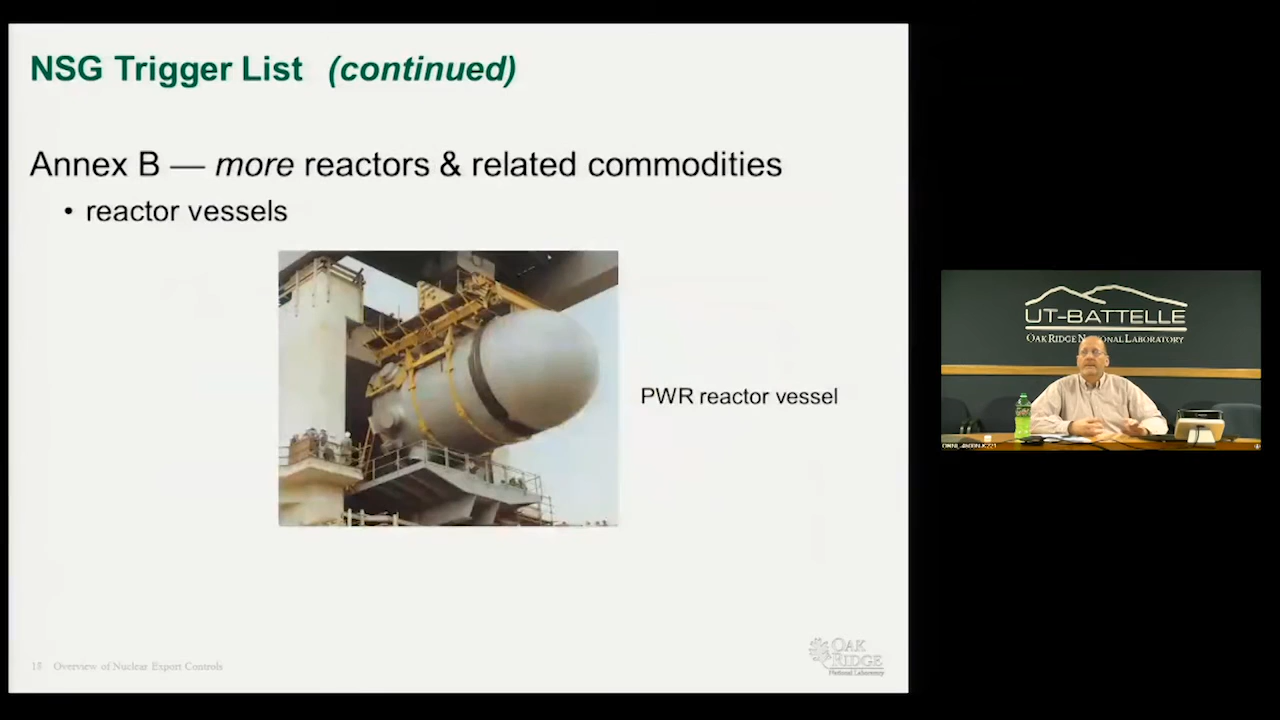 NSG Trigger List (continued)
Annex B — more reactors & related commodities
• reactor vessels
PWR reactor vessel
18 Overview of Nuclear Export Controls
OAK
RIDGE
National Laboratory
UT-BATTELLE
OAK RIDGE NATIONAL LABORATORY